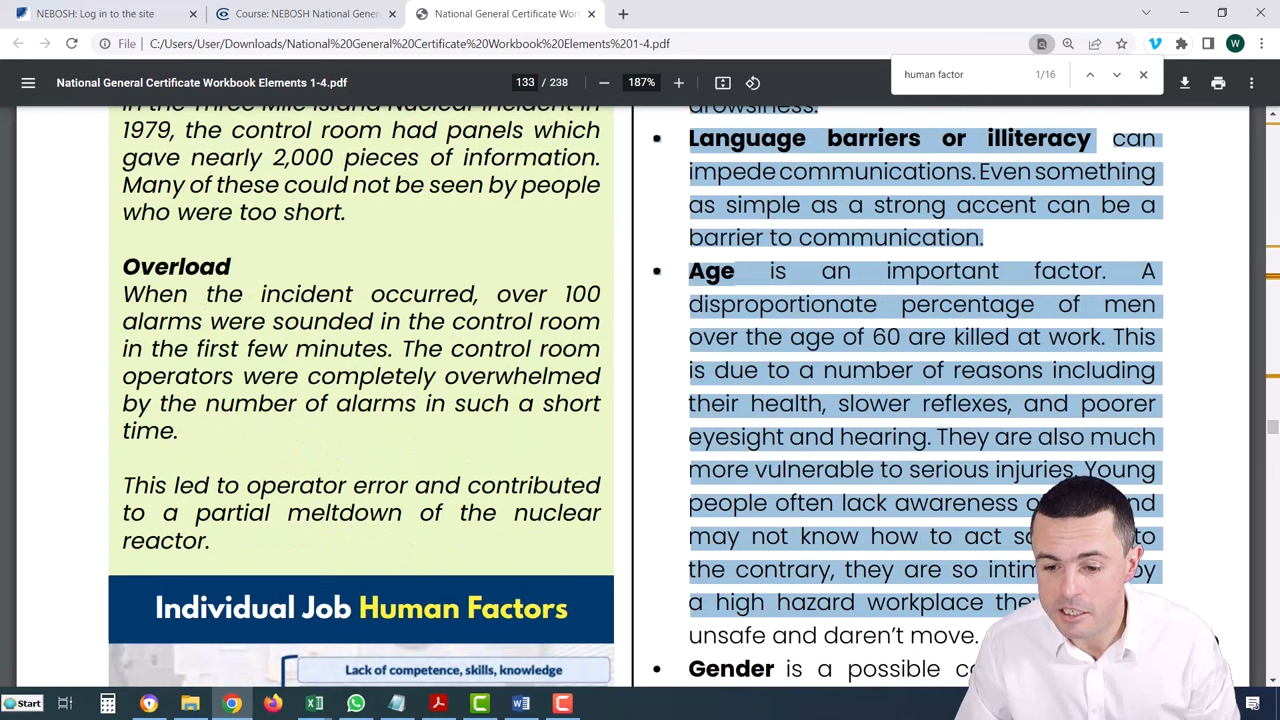 NEBOSH: Log in to the site
Course: NEBOSH National Gener
National General Certificate Wor
File
C:/Users/User/Downloads/National%20General%20Certificate%20Workbook%20Elements%201-4.pdf
W
National General Certificate Workbook Elements 1-4.pdf
133 / 238
187%
human factor
1/16
in the Three Mile Island Nuclear incident in
1979, the control room had panels which
gave nearly 2,000 pieces of information.
Many of these could not be seen by people
who were too short.
Overload
When the incident occurred, over 100
alarms were sounded in the control room
in the first few minutes. The control room
operators were completely overwhelmed
by the number of alarms in such a short
time.
This led to operator error and contributed
to a partial meltdown of the nuclear
reactor.
Individual Job Human Factors
Lack of competence, skills, knowledge
drowsiness.
• Language barriers or illiteracy can
impede communications. Even something
as simple as a strong accent can be a
barrier to communication.
• Age is an important factor. A
disproportionate percentage of men
over the age of 60 are killed at work. This
is due to a number of reasons including
their health, slower reflexes, and poorer
eyesight and hearing. They are also much
more vulnerable to serious injuries. Young
people often lack awareness
may not know how to act to
the contrary, they are so by
a high hazard workplace
unsafe and daren't move.
• Gender is a possible
Start